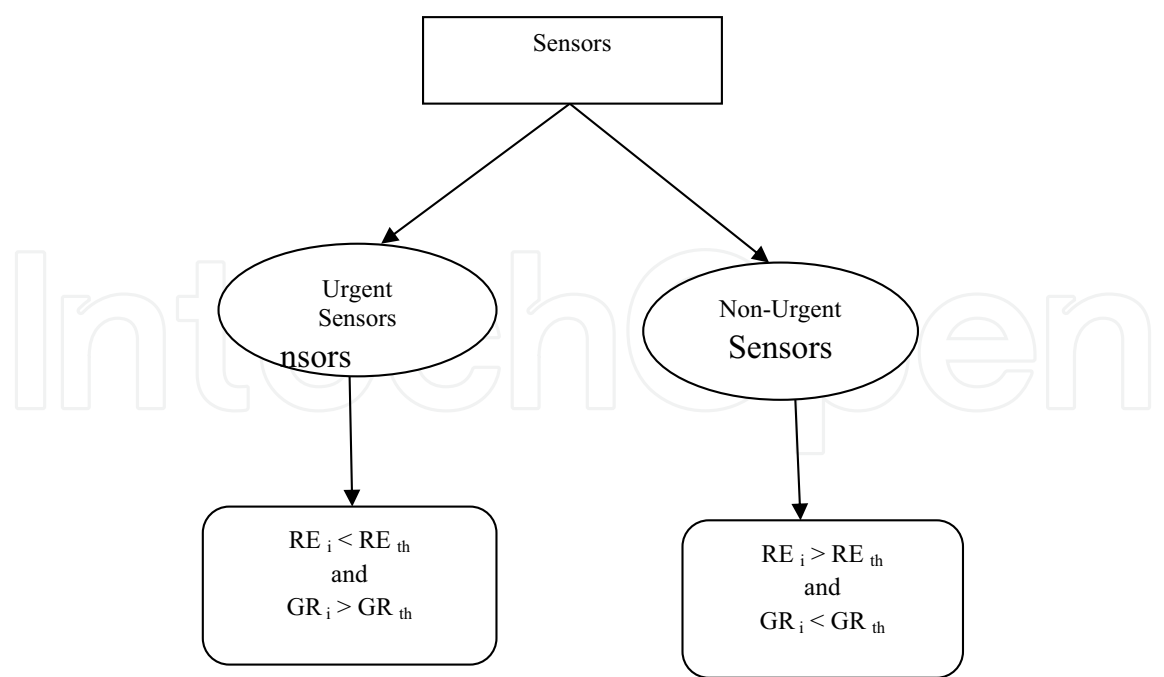 Sensors
Urgent
Sensors
nsors
Non-Urgent
Sensors
RE i < RE th
and
GR i > GR th
RE i > RE th
and
GR i < GR th
IntechOpen